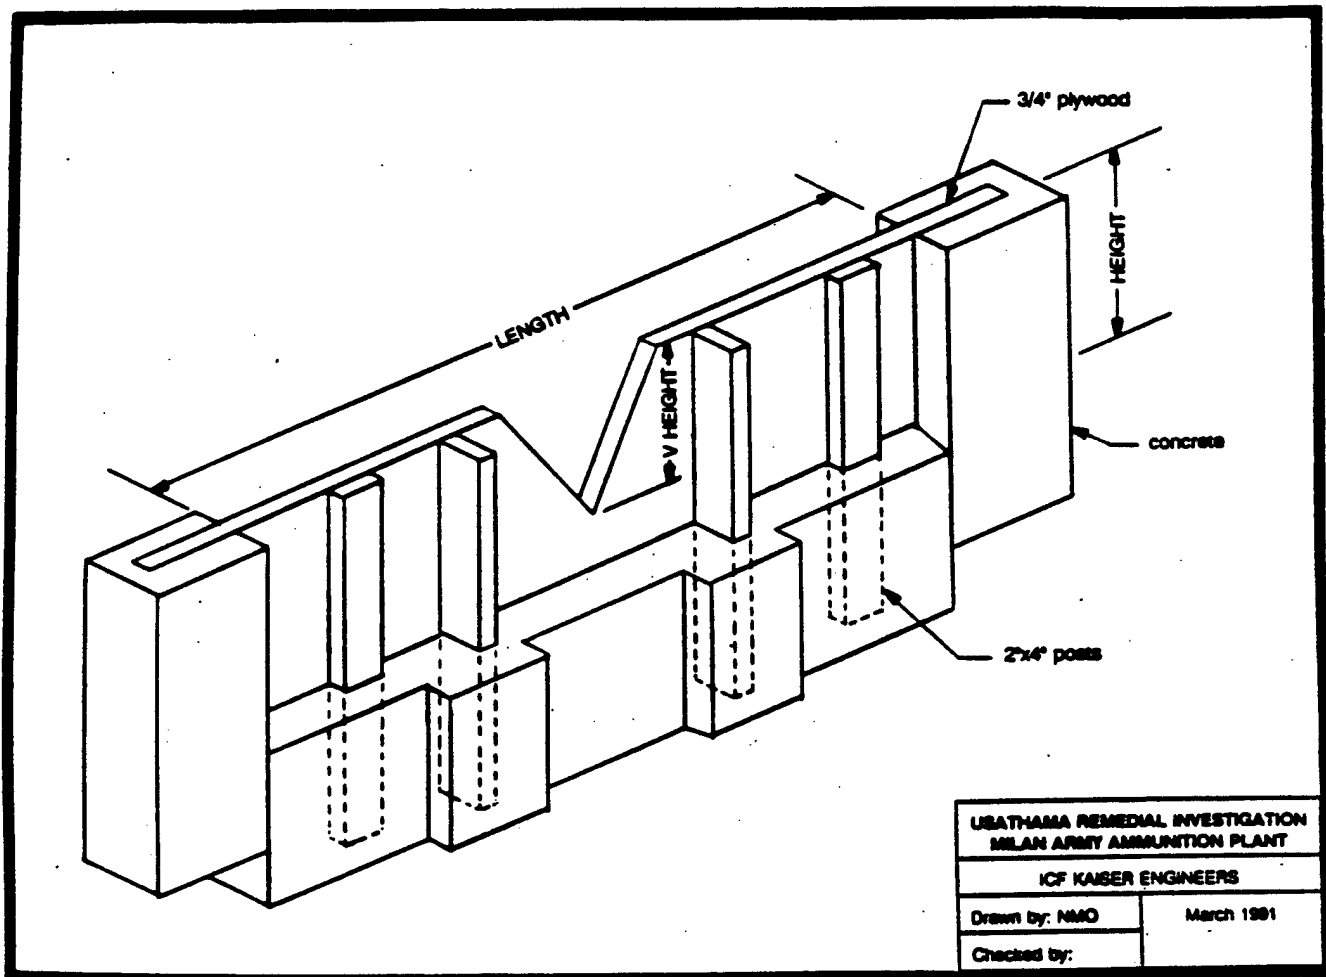 3/4" plywood
LENGTH
HEIGHT
V HEIGHT
concrete
2"x4" posts
USATHAMA REMEDIAL INVESTIGATION
MILAN ARMY AMMUNITION PLANT
ICF KAISER ENGINEERS
Drawn by: NMO
March 1991
Checked by: